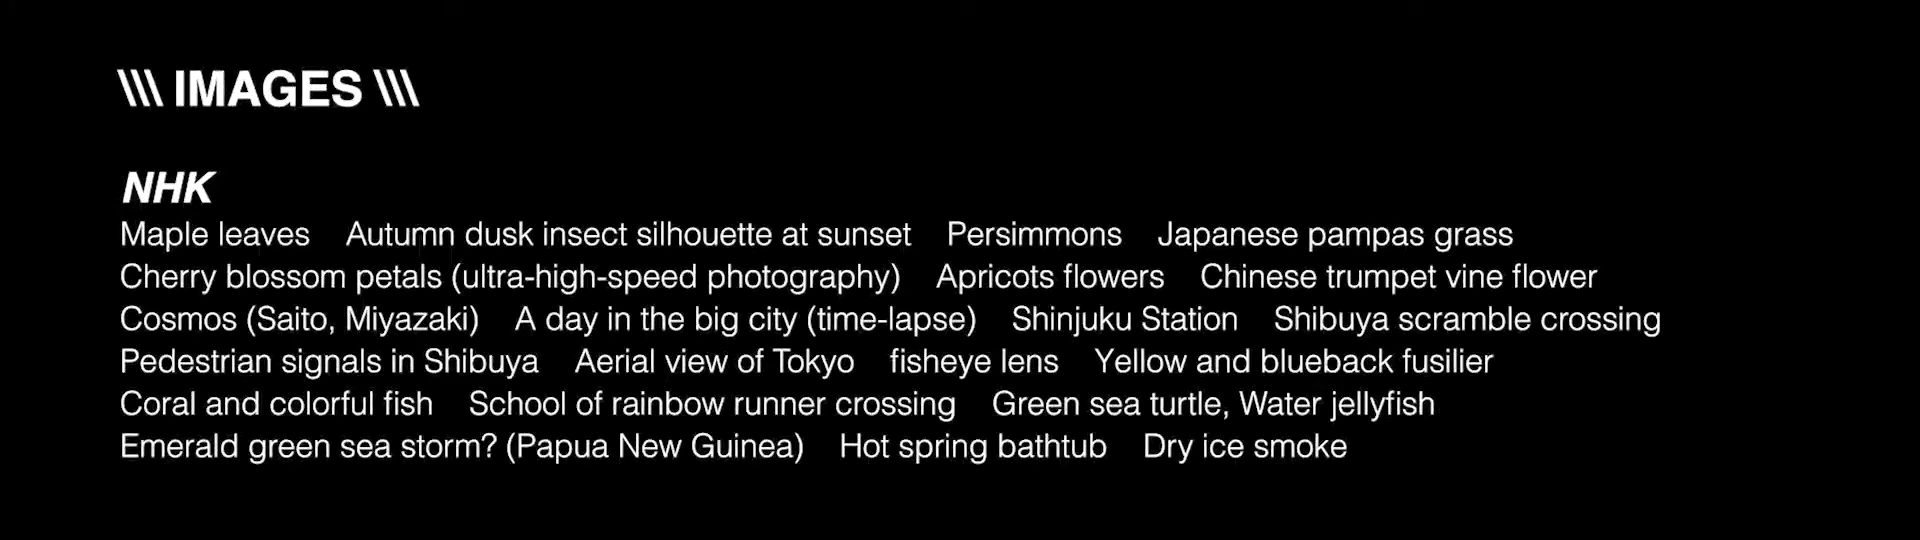 \\\ IMAGES \\\
NHK
Maple leaves Autumn dusk insect silhouette at sunset Persimmons Japanese pampas grass
Cherry blossom petals (ultra-high-speed photography) Apricots flowers Chinese trumpet vine flower
Cosmos (Saito, Miyazaki) A day in the big city (time-lapse) Shinjuku Station Shibuya scramble crossing
Pedestrian signals in Shibuya Aerial view of Tokyo fisheye lens Yellow and blueback fusilier
Coral and colorful fish School of rainbow runner crossing Green sea turtle, Water jellyfish
Emerald green sea storm? (Papua New Guinea) Hot spring bathtub Dry ice smoke